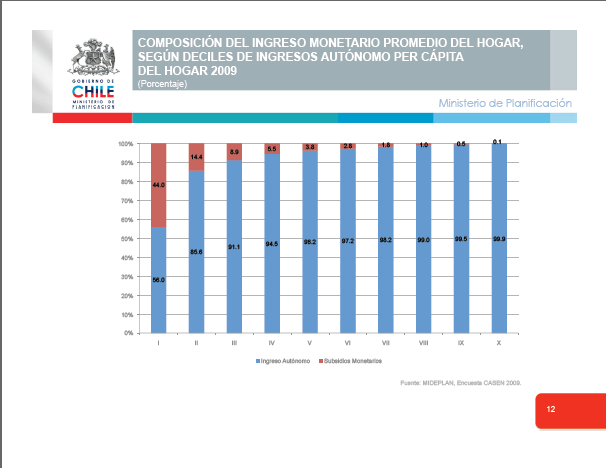 COMPOSICIÓN DEL INGRESO MONETARIO PROMEDIO DEL HOGAR,
SEGÚN DECILES DE INGRESOS AUTÓNOMO PER CÁPITA
DEL HOGAR 2009
(Porcentaje)
GOBIERNO DE
CHILE
MINISTERIO DE
PLANIFICACIÓN
Ministerio de Planificación
100%
90%
80%
70%
60%
50%
40%
30%
20%
10%
0%
44.0 14.4 8.9 5.5 3.8 2.8 1.8 1.0 0.5 0.1
56.0 85.6 91.1 94.5 96.2 97.2 98.2 99.0 99.5 99.9
I II III IV V VI VII VIII IX X
Ingreso Autónomo Subsidios Monetarios
Fuente: MIDEPLAN, Encuesta CASEN 2009.
12